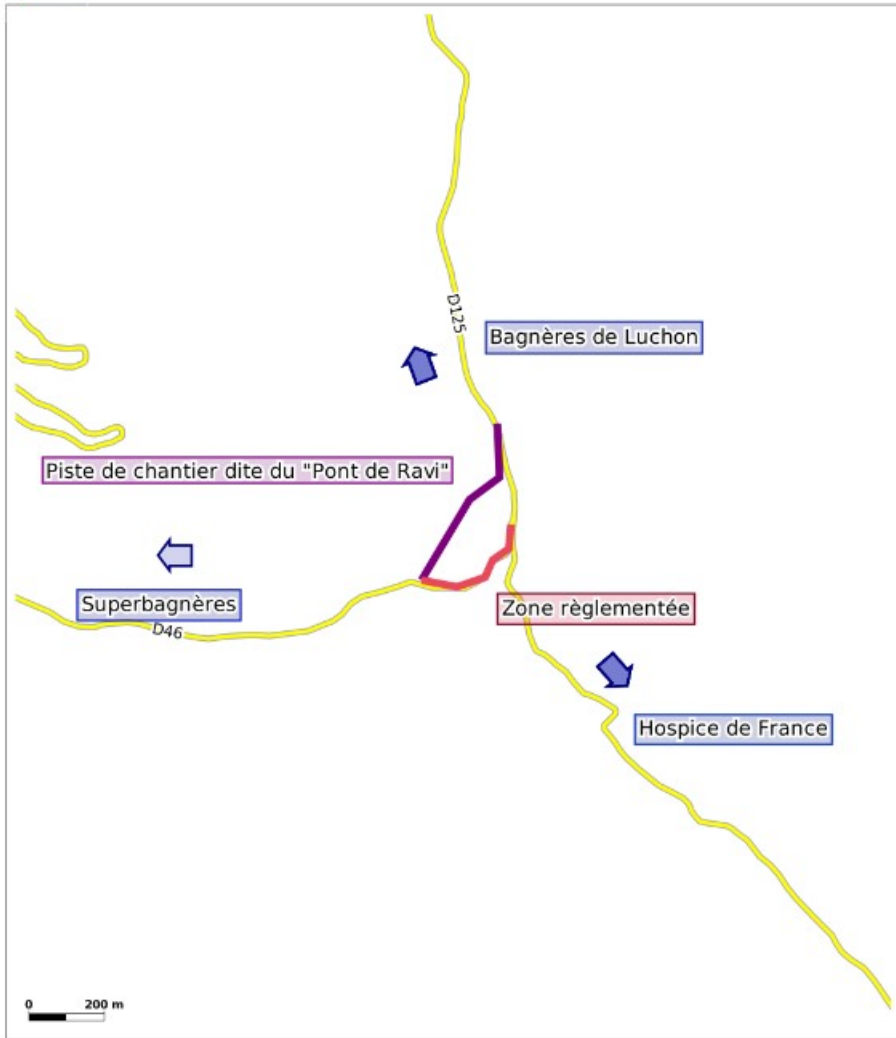 D125
Bagnères de Luchon
Piste de chantier dite du "Pont de Ravi"
Superbagnères
Zone règlementée
D46
Hospice de France
0 200 m